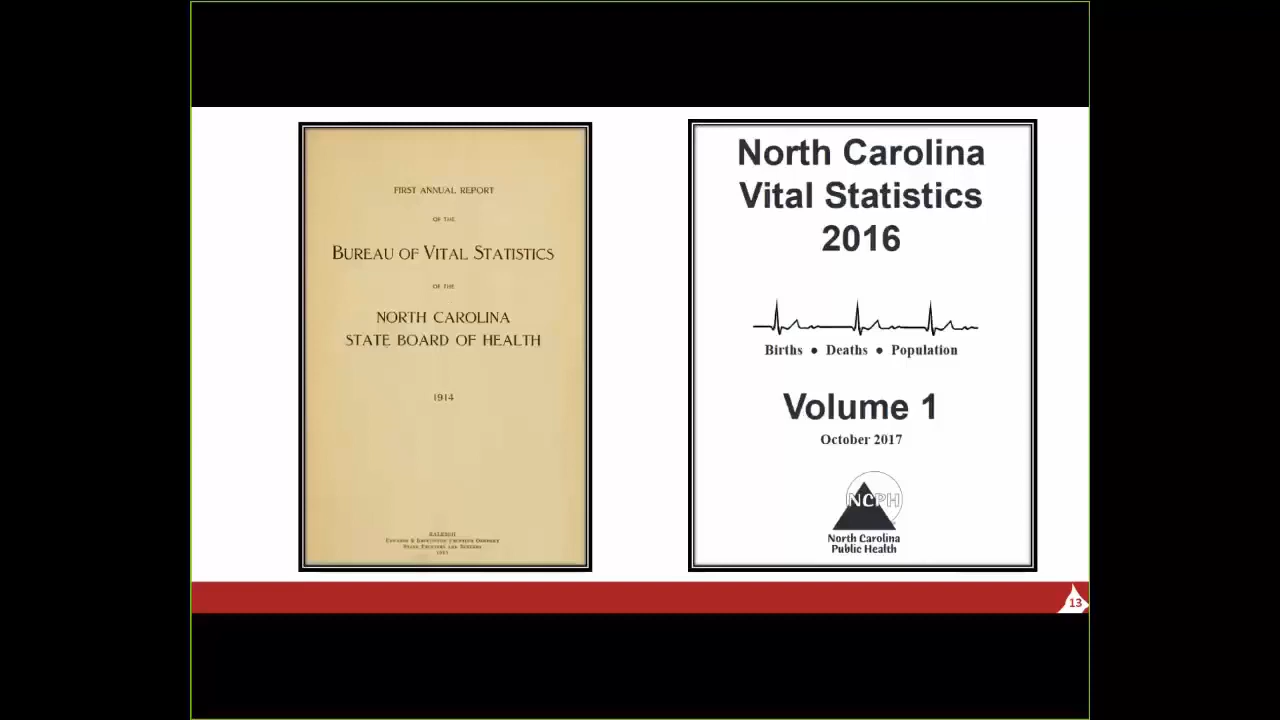 FIRST ANNUAL REPORT
OF THE
BUREAU OF VITAL STATISTICS
OF THE
NORTH CAROLINA
STATE BOARD OF HEALTH
1914
RALEIGH
North Carolina
Vital Statistics
2016
Births • Deaths • Population
Volume 1
October 2017
NCPH
North Carolina
Public Health
13